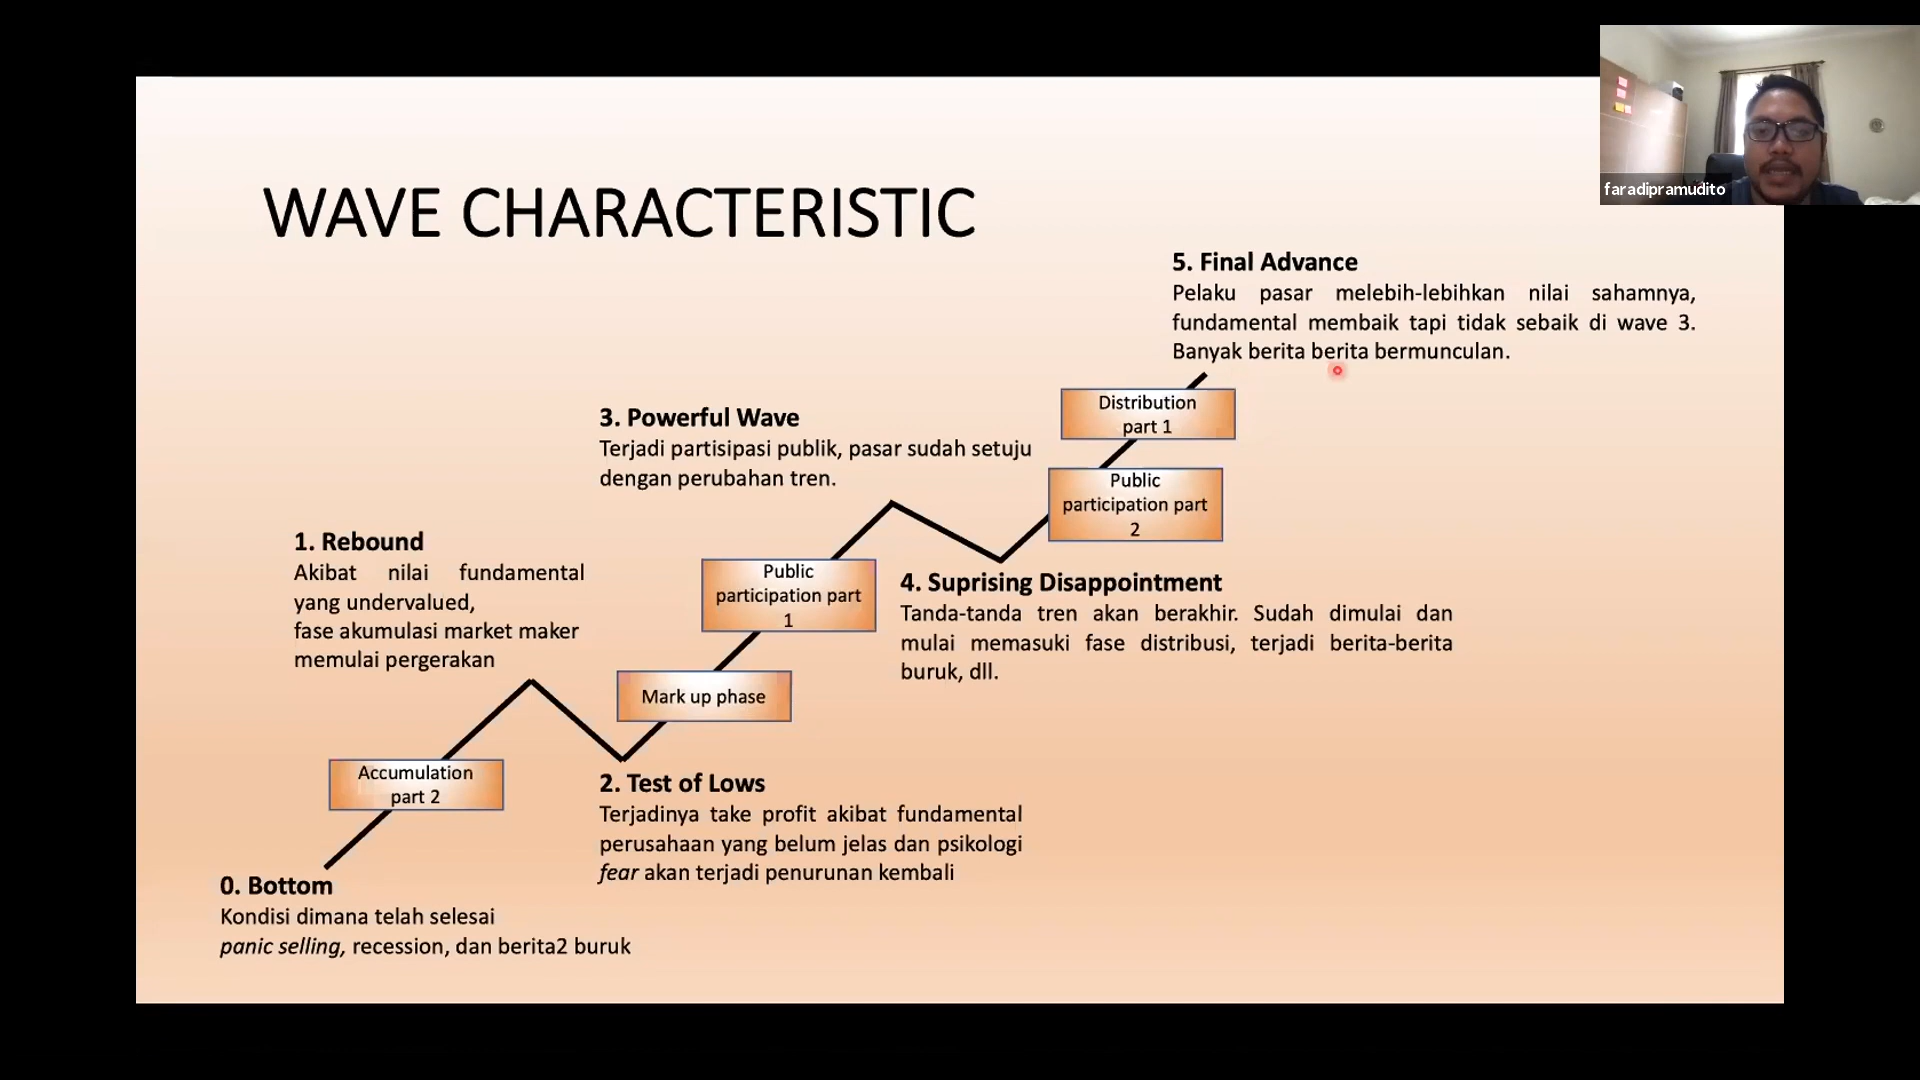 faradipramudito
WAVE CHARACTERISTIC
5. Final Advance
Pelaku pasar melebih-lebihkan nilai sahamnya,
fundamental membaik tapi tidak sebaik di wave 3.
Banyak berita berita bermunculan.
Distribution
part 1
3. Powerful Wave
Terjadi partisipasi publik, pasar sudah setuju
dengan perubahan tren.
Public
participation part
2
1. Rebound
Akibat nilai fundamental
yang undervalued,
fase akumulasi market maker
memulai pergerakan
Public
participation part
1
4. Suprising Disappointment
Tanda-tanda tren akan berakhir. Sudah dimulai dan
mulai memasuki fase distribusi, terjadi berita-berita
buruk, dll.
Mark up phase
Accumulation
part 2
2. Test of Lows
Terjadinya take profit akibat fundamental
perusahaan yang belum jelas dan psikologi
fear akan terjadi penurunan kembali
0. Bottom
Kondisi dimana telah selesai
panic selling, recession, dan berita2 buruk